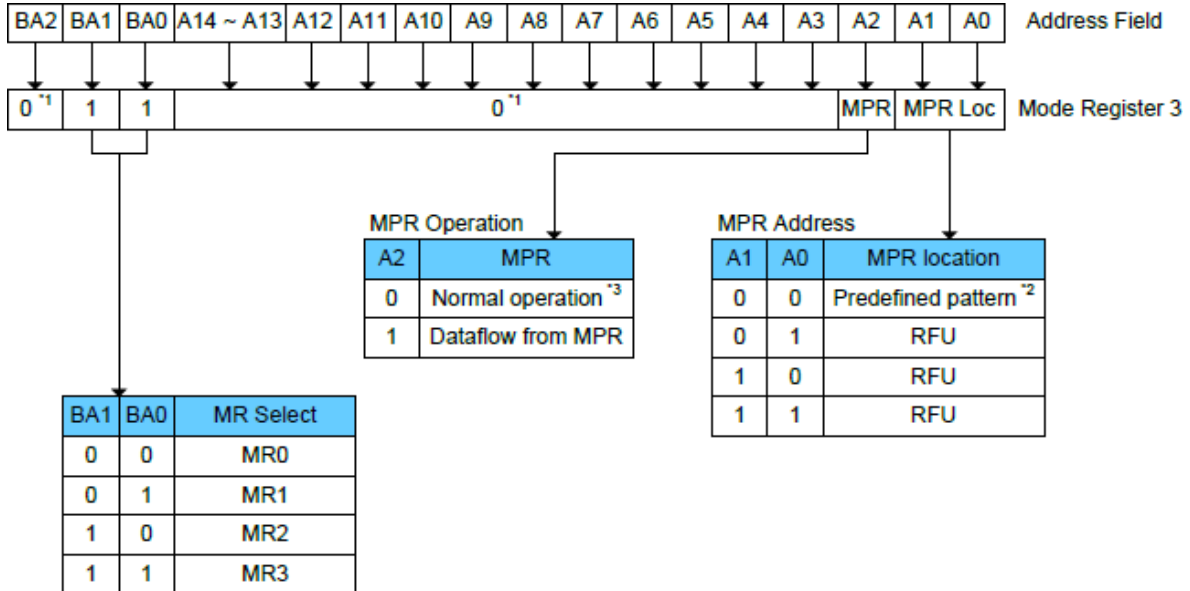 BA2 BA1 BA0 A14 ~ A13 A12 A11 A10 A9 A8 A7 A6 A5 A4 A3 A2 A1 A0 Address Field
0 *1 1 1 0 *1 MPR MPR Loc Mode Register 3
MPR Operation
A2 MPR
0 Normal operation *3
1 Dataflow from MPR
MPR Address
A1 A0 MPR location
0 0 Predefined pattern *2
0 1 RFU
1 0 RFU
1 1 RFU
BA1 BA0 MR Select
0 0 MR0
0 1 MR1
1 0 MR2
1 1 MR3